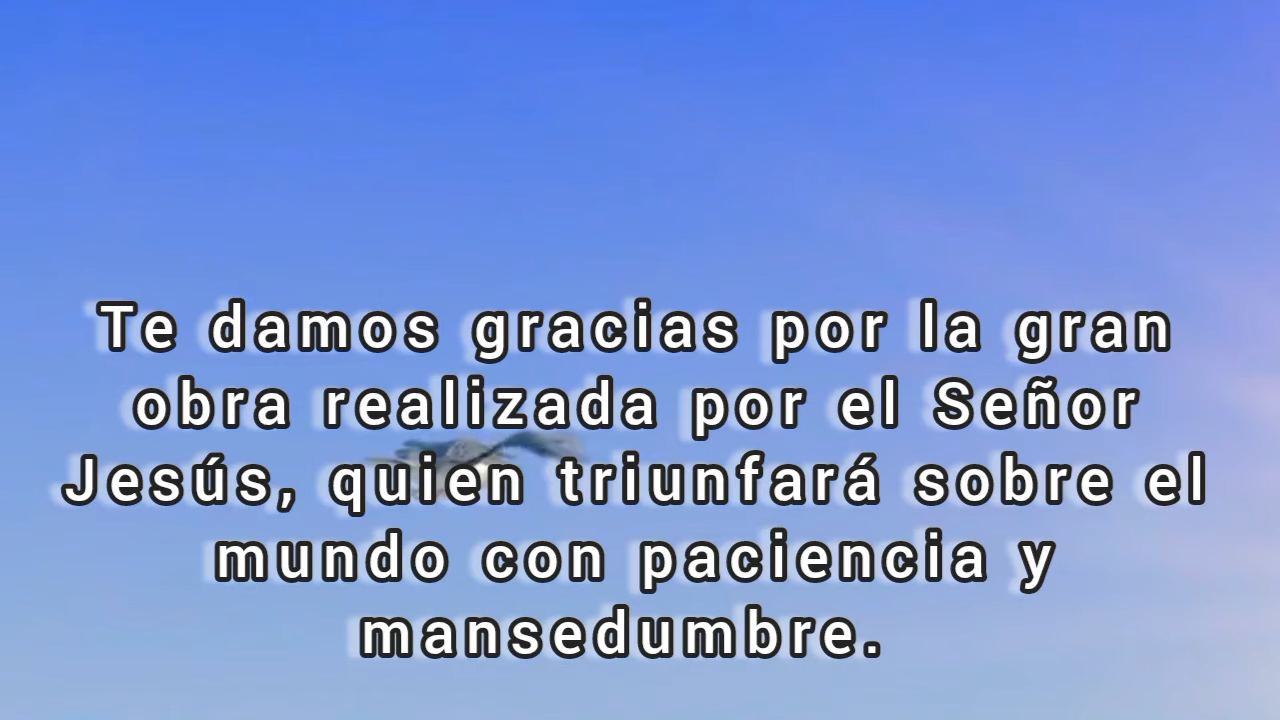 Te damos gracias por la gran
obra realizada por el Señor
Jesús, quien triunfará sobre el
mundo con paciencia y
mansedumbre.